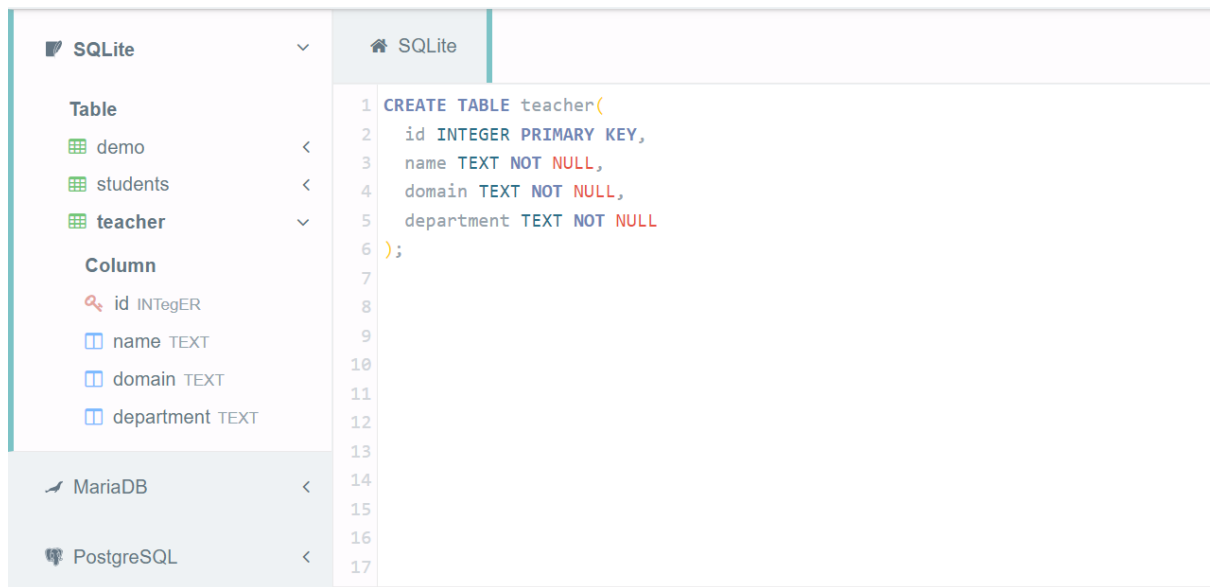 SQLite
Table
demo
students
teacher
Column
id INTegER
name TEXT
domain TEXT
department TEXT
MariaDB
PostgreSQL
SQLite
1 CREATE TABLE teacher(
2 id INTEGER PRIMARY KEY,
3 name TEXT NOT NULL,
4 domain TEXT NOT NULL,
5 department TEXT NOT NULL
6 );
7
8
9
10
11
12
13
14
15
16
17